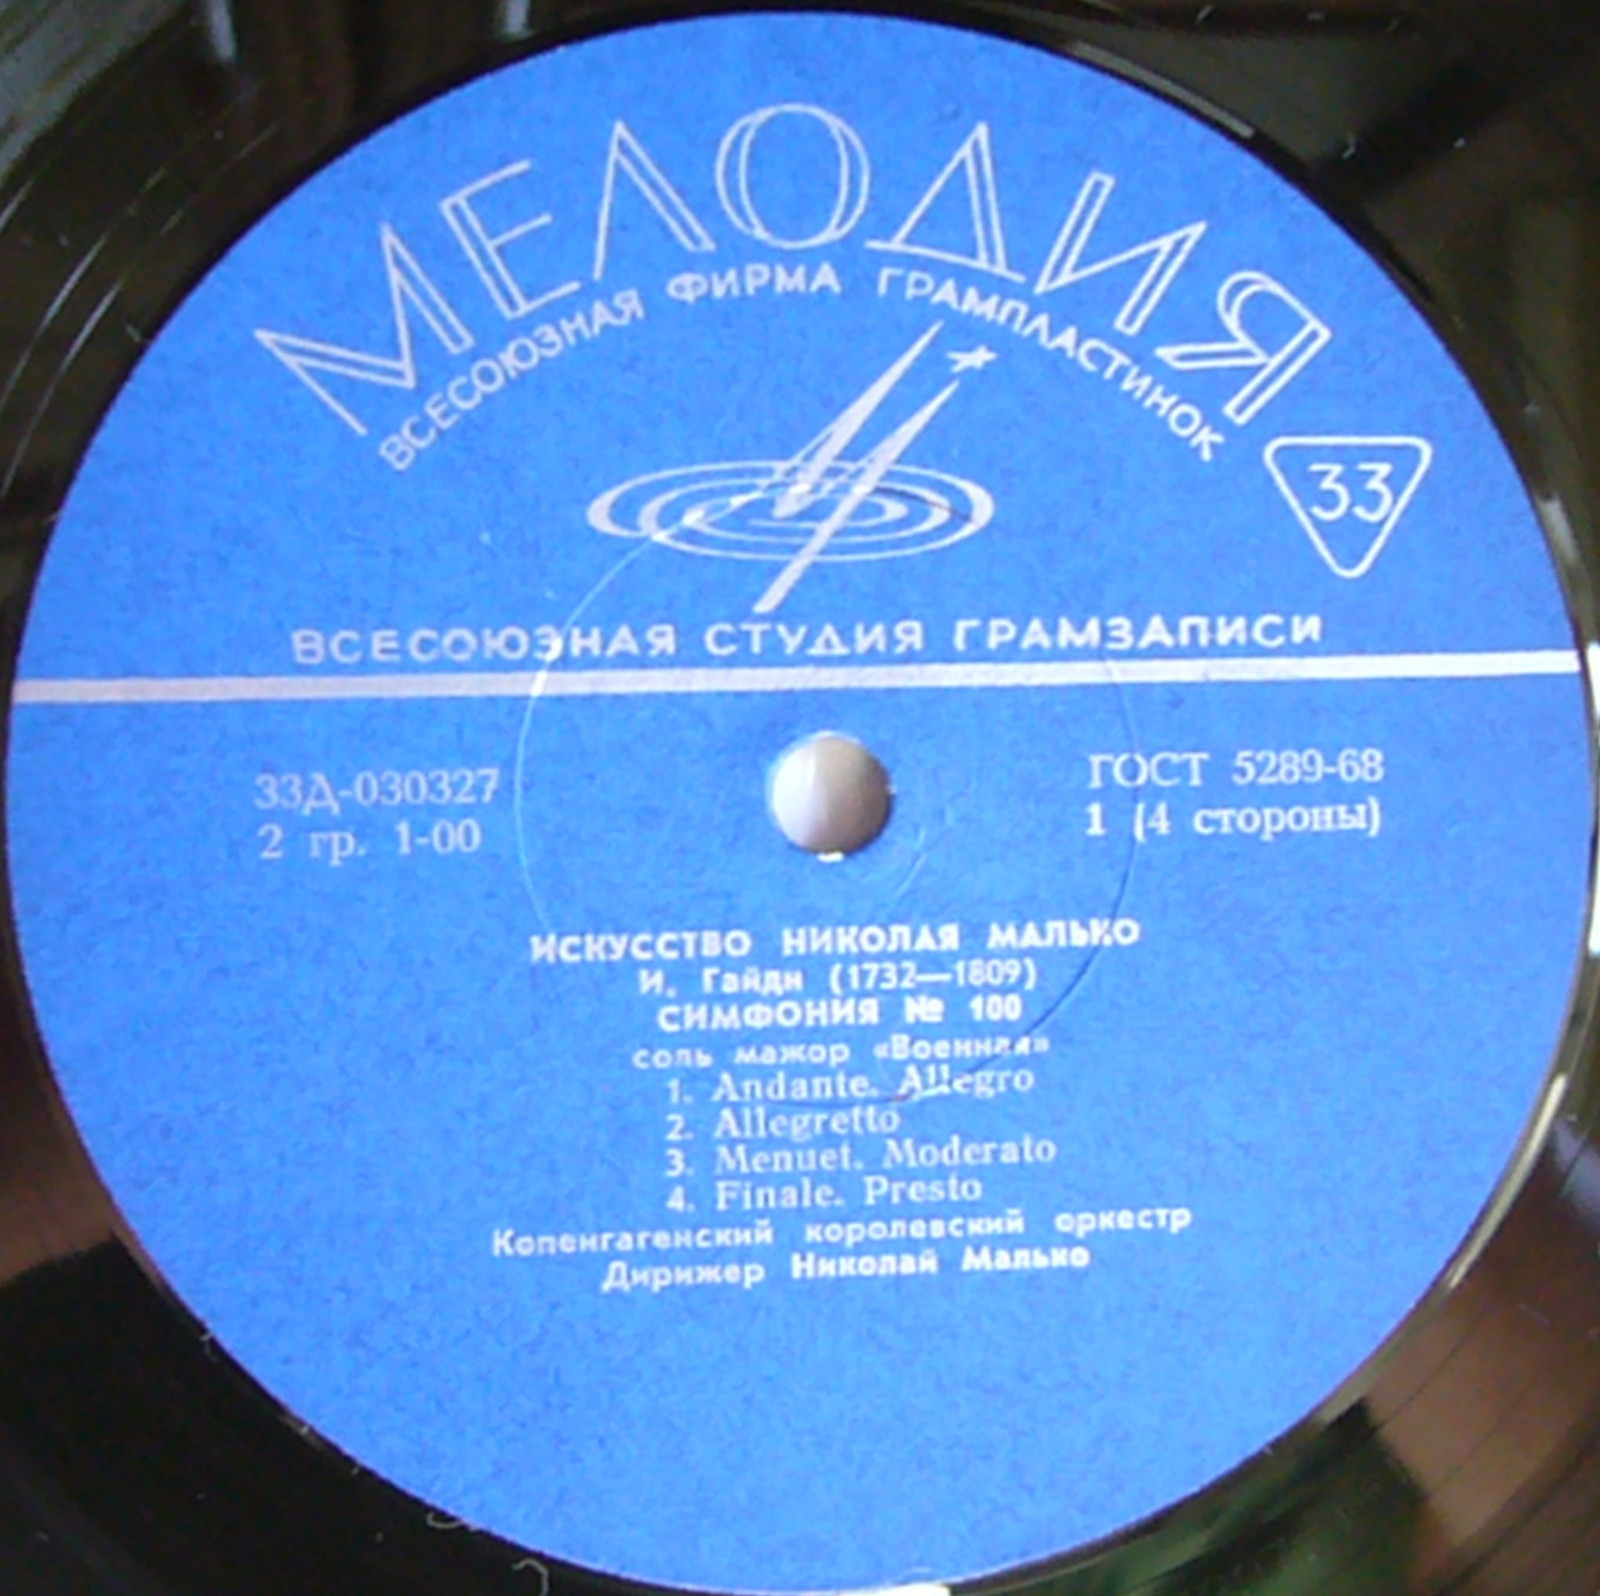 МЕЛОДИЯ
ВСЕСОЮЗНАЯ ФИРМА ГРАМПЛАСТИНОК
33
ВСЕСОЮЗНАЯ СТУДИЯ ГРАМЗАПИСИ
33Д-030327
2 гр. 1-00
ГОСТ 5289-68
1 (4 стороны)
ИСКУССТВО НИКОЛАЯ МАЛЬКО
И. Гайдн (1732—1809)
СИМФОНИЯ № 100
соль мажор «Военная»
1. Andante. Allegro
2. Allegretto
3. Menuet. Moderato
4. Finale. Presto
Копенгагенский королевский оркестр
Дирижер Николай Малько